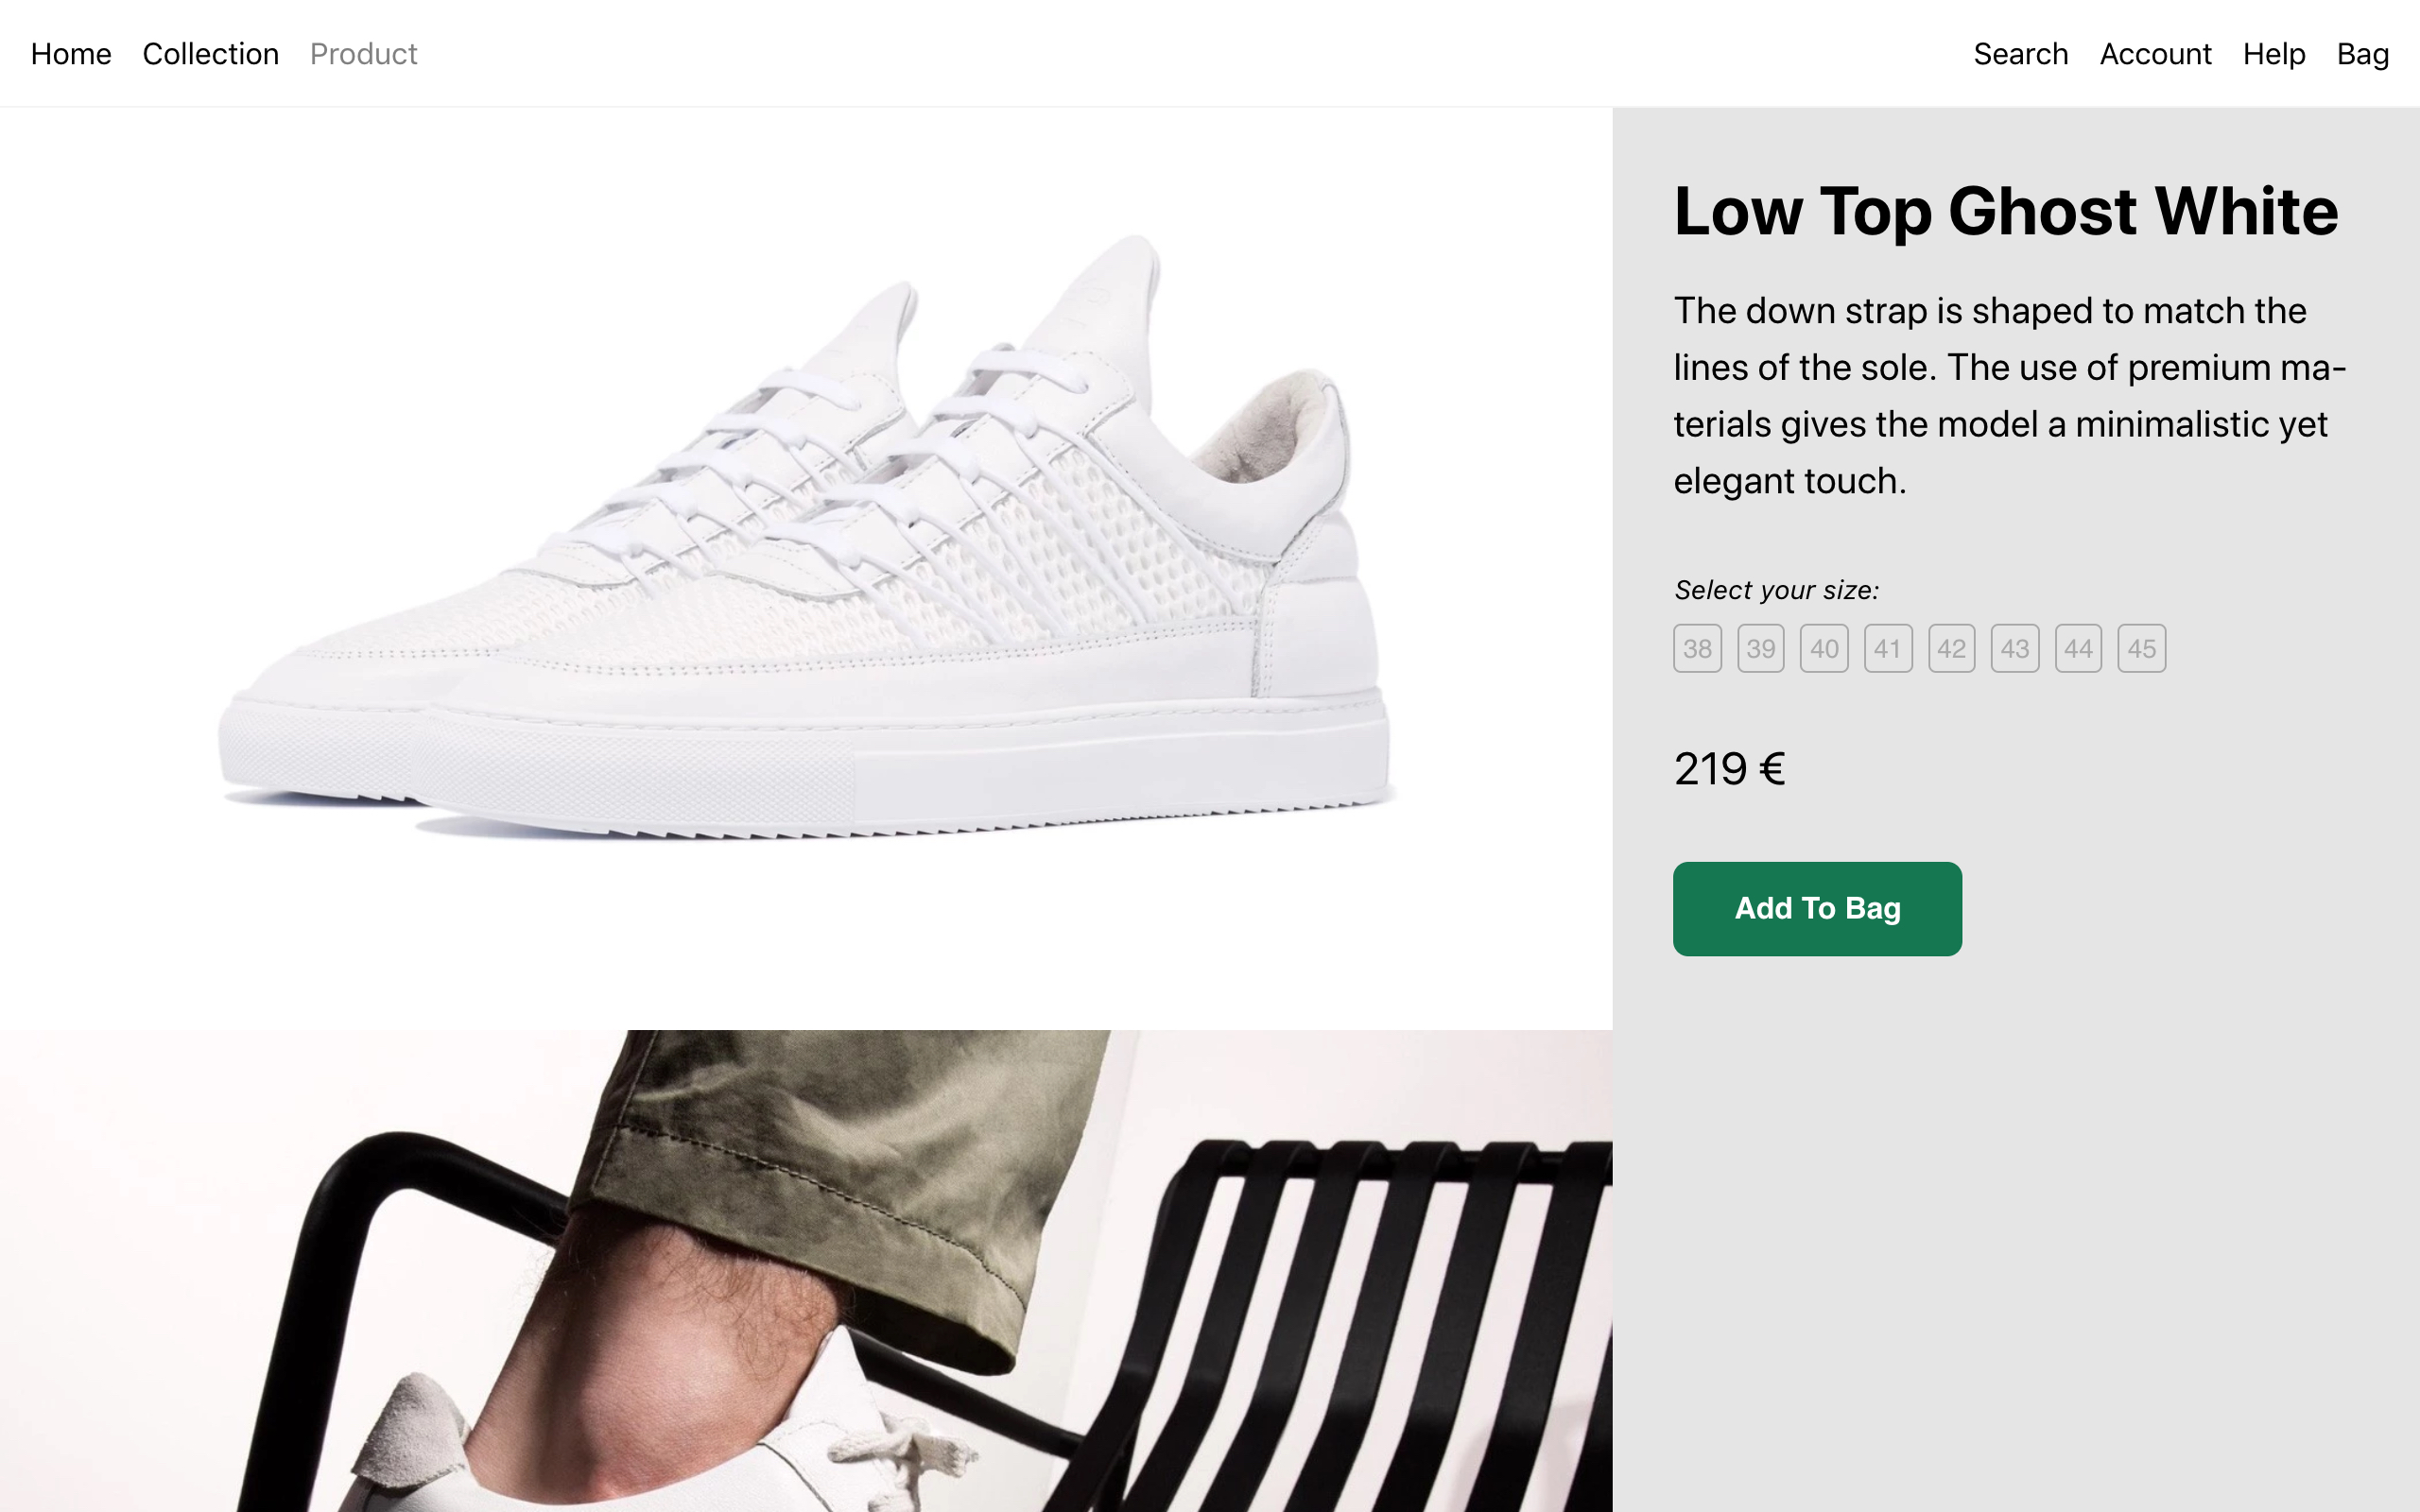 Home Collection Product Search Account Help Bag
Low Top Ghost White
The down strap is shaped to match the
lines of the sole. The use of premium ma-
terials gives the model a minimalistic yet
elegant touch.
Select your size:
38 39 40 41 42 43 44 45
219 €
Add To Bag